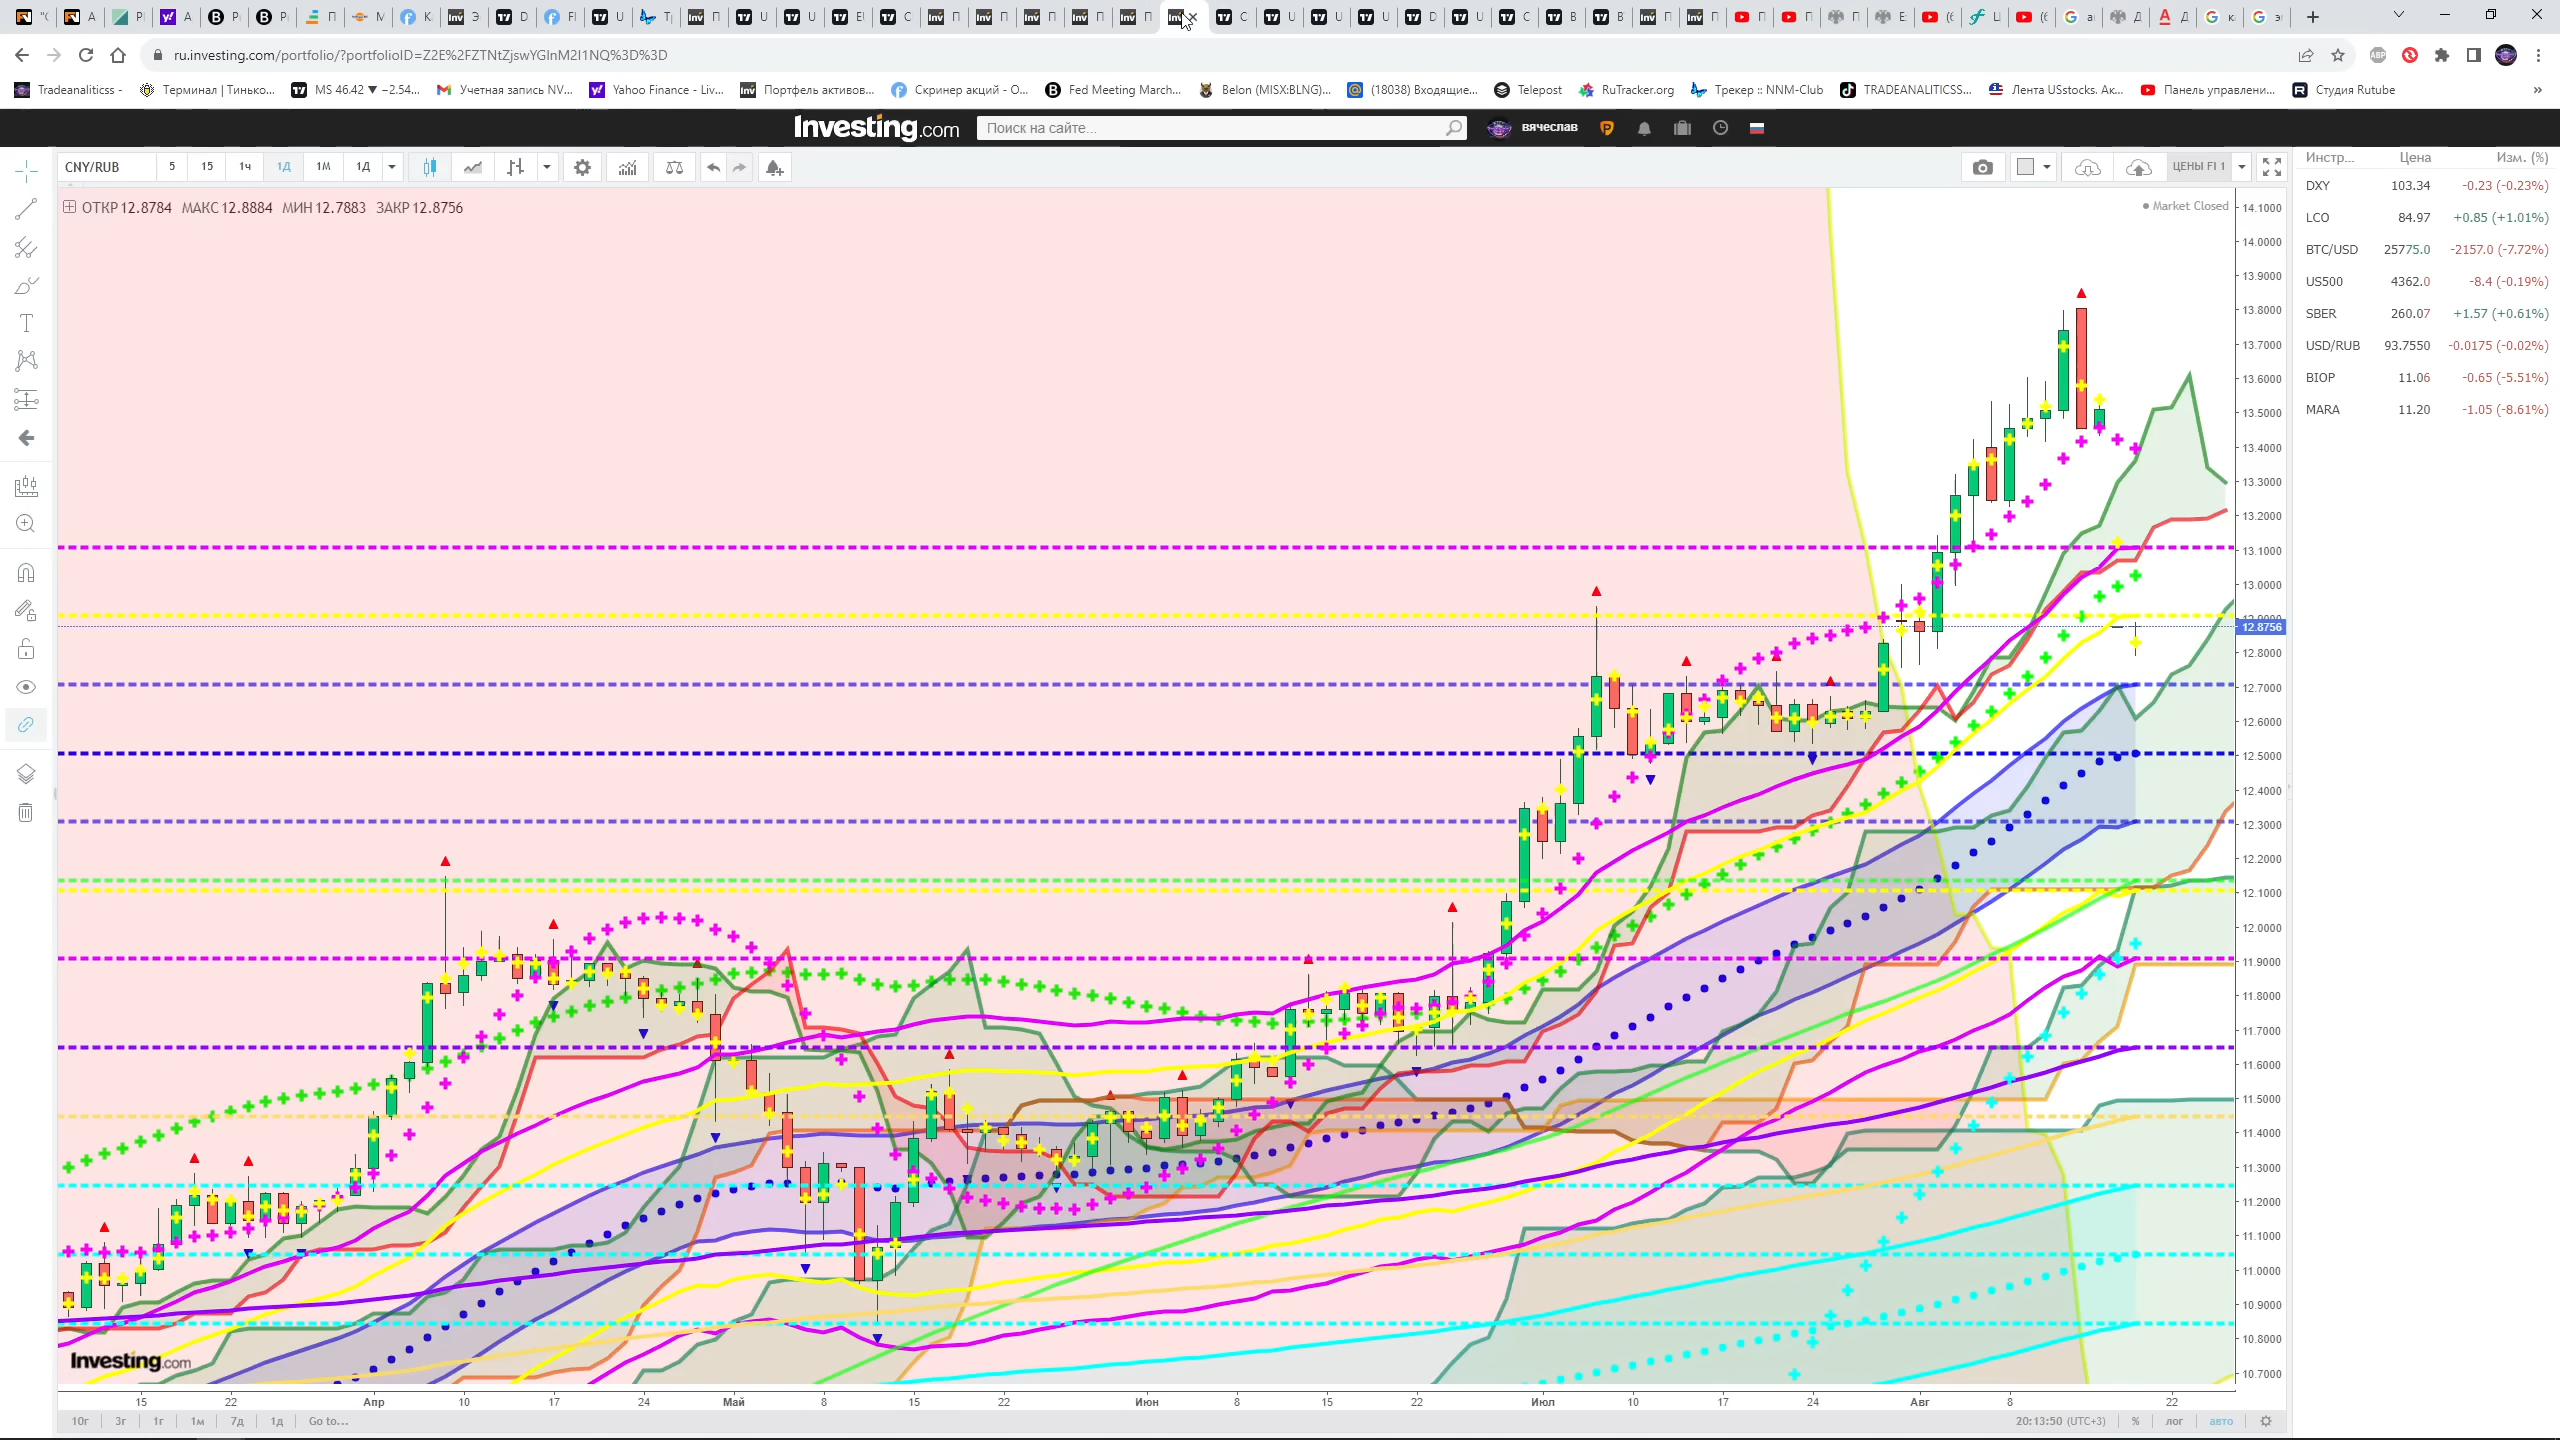 ru.investing.com/portfolio/?portfolioID=Z2E%2FZTNtZjswYGInM2I1NQ%3D%3D
Tradeanaliticss -
Терминал | Тинько...
MS 46.42 ▼ −2.54...
Учетная запись NV...
Yahoo Finance - Liv...
Портфель активов...
Скринер акций - О...
Fed Meeting March...
Belon (MISX:BLNG)...
(18038) Входящие...
Telepost
RuTracker.org
Трекер :: NNM-Club
TRADEANALITICSS...
Лента USstocks. Ак...
Панель управлени...
Студия Rutube
Investing.com
Поиск на сайте...
вячеслав
CNY/RUB 5 15 1ч 1Д 1М 1Д
ЦЕНЫ FI 1
ОТКР 12.8784 МАКС 12.8884 МИН 12.7883 ЗАКР 12.8756
Market Closed
Инстр... Цена Изм. (%)
DXY 103.34 -0.23 (-0.23%)
LCO 84.97 +0.85 (+1.01%)
BTC/USD 25775.0 -2157.0 (-7.72%)
US500 4362.0 -8.4 (-0.19%)
SBER 260.07 +1.57 (+0.61%)
USD/RUB 93.7550 -0.0175 (-0.02%)
BIOP 11.06 -0.65 (-5.51%)
MARA 11.20 -1.05 (-8.61%)
14.1000
14.0000
13.9000
13.8000
13.7000
13.6000
13.5000
13.4000
13.3000
13.2000
13.1000
13.0000
12.8756
12.8000
12.7000
12.6000
12.5000
12.4000
12.3000
12.2000
12.1000
12.0000
11.9000
11.8000
11.7000
11.6000
11.5000
11.4000
11.3000
11.2000
11.1000
11.0000
10.9000
10.8000
10.7000
Investing.com
15 22 Апр 10 17 24 Май 8 15 22 Июн 8 15 22 Июл 10 17 24 Авг 8 22
10г 3г 1г 1м 7д 1д Go to...
20:13:50 (UTC+3) % лог авто